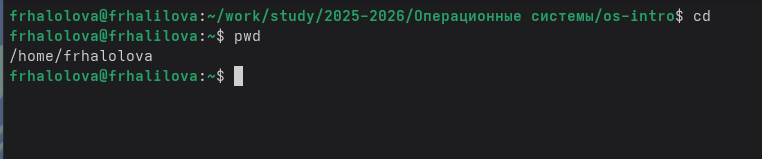 frhalolova@frhalilova:~/work/study/2025-2026/Операционные системы/os-intro$ cd
frhalolova@frhalilova:~$ pwd
/home/frhalolova
frhalolova@frhalilova:~$